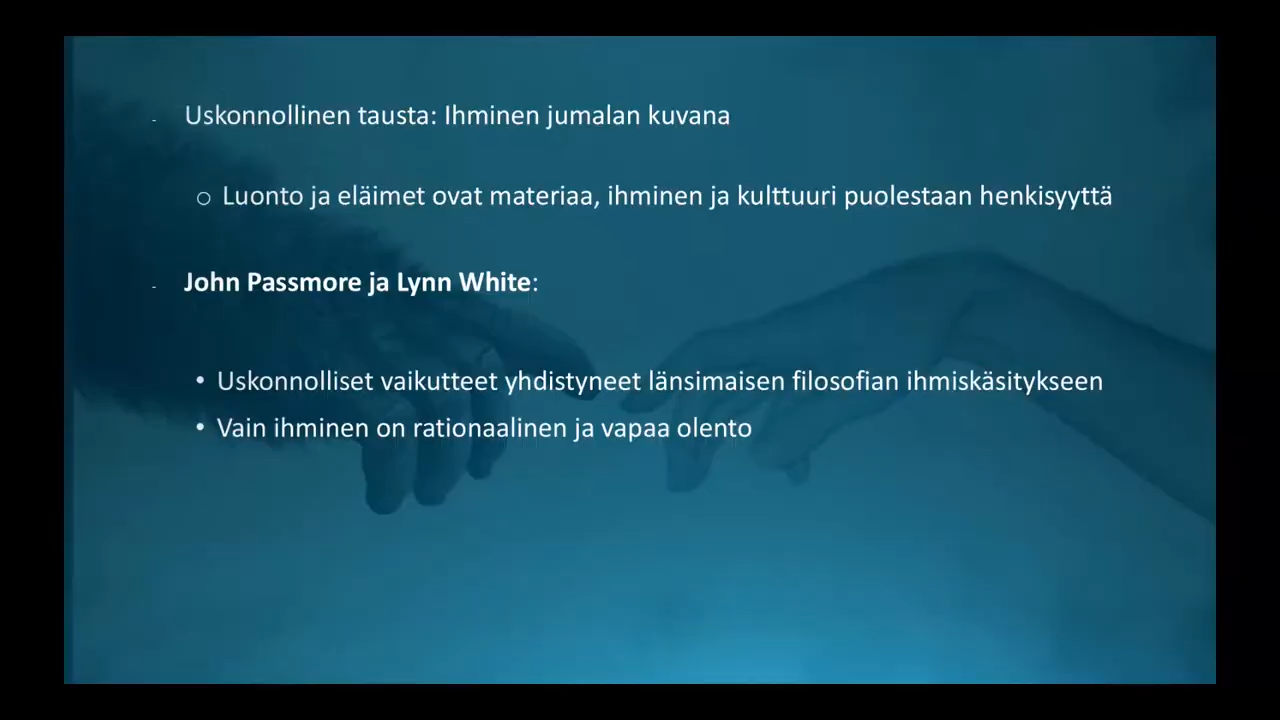 - Uskonnollinen tausta: Ihminen jumalan kuvana
o Luonto ja eläimet ovat materiaa, ihminen ja kulttuuri puolestaan henkisyyttä
- John Passmore ja Lynn White:
• Uskonnolliset vaikutteet yhdistyneet länsimaisen filosofian ihmiskäsitykseen
• Vain ihminen on rationaalinen ja vapaa olento